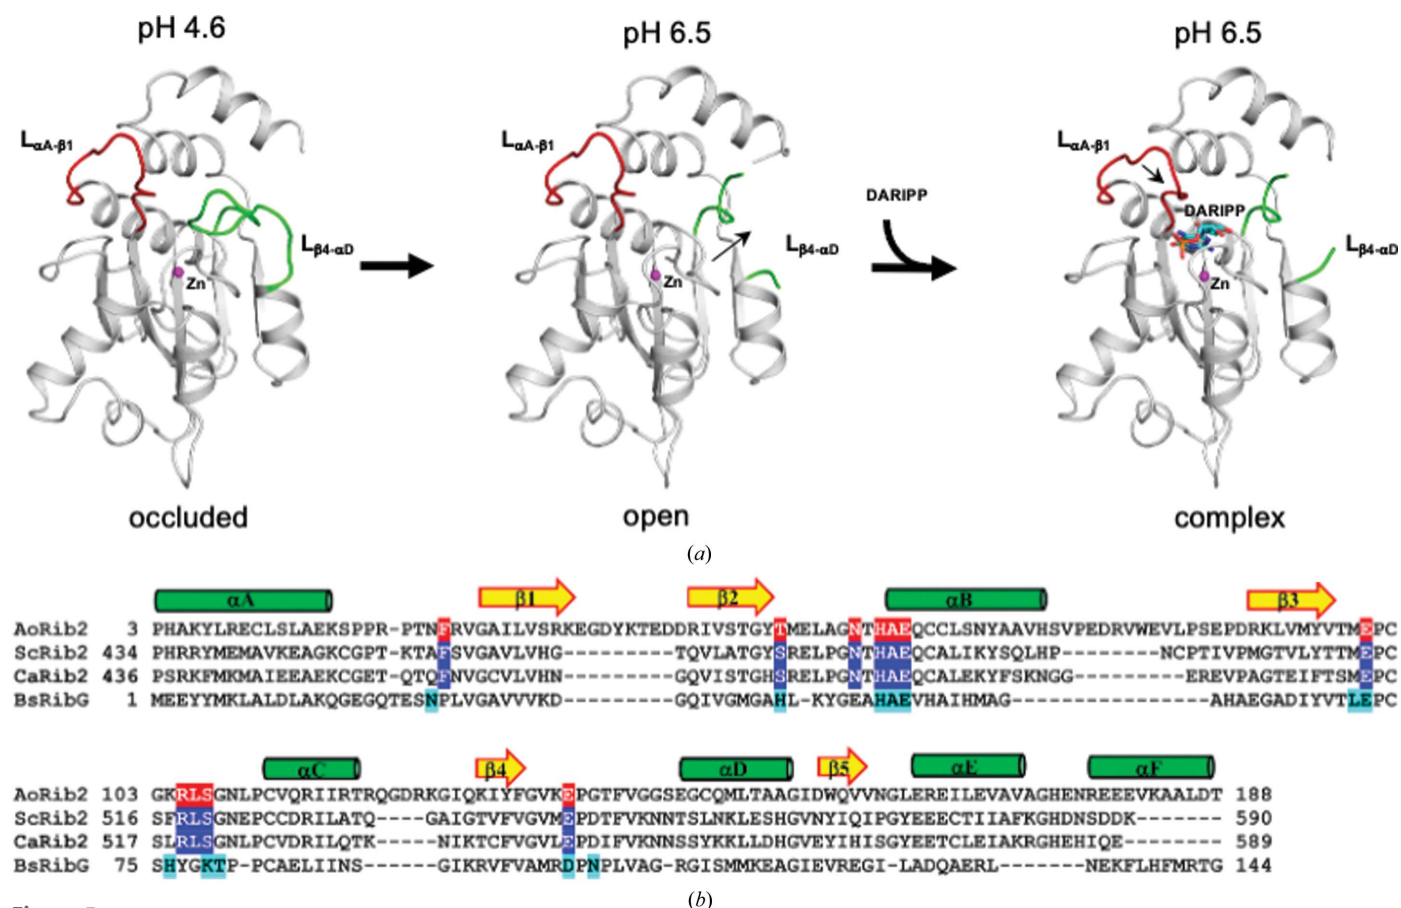 pH 4.6 pH 6.5 pH 6.5
LαA-β1 LαA-β1 LαA-β1
DARIPP DARIPP
Lβ4-αD Lβ4-αD Lβ4-αD
Zn Zn Zn
occluded open complex
(a)
αA β1 β2 αB β3
AoRib2 3 PHAKYLRECLSLAEKSPPR-PTNFRVGAILVSRKEGDYKTEDDRIVSTGYTMELAGNTHAEQCCLSNYAAVHSVPEDRVWEVLPSEPDRKLVMYVTMEPC
ScRib2 434 PHRRYMEMAVKEAGKCGPT-KTAFSVGAVLVHG---------TQVLATGYSRELPGNTHAEQCALIKYSQLHP--------NCPTIVPMGTVLYTTMEPC
CaRib2 436 PSRKFMKMAIEEAEKCGET-QTQFNVGCVLVHN---------GQVISTGHSRELPGNTHAEQCALEKYFSKNGG---------EREVPAGTEIFTSMEPC
BsRibG 1 MEEYYMKLALDLAKQGEGQTESNPLVGAVVVKD---------GQIVGMGAHL-KYGEAHAEVHAIHMAG----------------AHAEGADIYVTLEPC
αC β4 αD β5 αE αF
AoRib2 103 GKRLSGNLPCVQRIIRTRQGDRKGIQKIYFGVKEPGTFVGGSEGCQMLTAAGIDWQVVNGLEREILEVAVAGHENREEEVKAALDT 188
ScRib2 516 SFRLSGNEPCCDRILATQ----GAIGTVFVGVMEPDTFVKNNTSLNKLESHGVNYIQIPGYEEECTIIAFKGHDNSDDK------- 590
CaRib2 517 SLRLSGNKPCVDRILQTK----NIKTCFVGVLEPDIFVKNNSSYKKLLDHGVEYIHISGYEETCLEIAKRGHEHIQE-------- 589
BsRibG 75 SHYGKTP-PCAELIINS-----GIKRVFVAMRDPNPLVAG-RGISMMKEAGIEVREGI-LADQAERL-------NEKFLHFMRTG 144
(b)